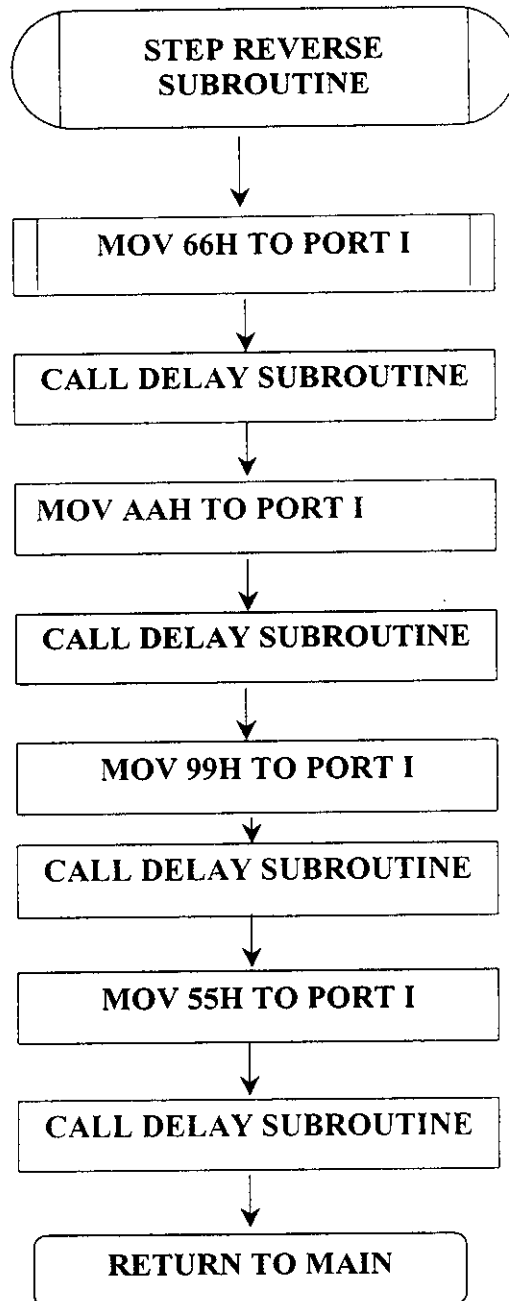 STEP REVERSE
SUBROUTINE
MOV 66H TO PORT I
CALL DELAY SUBROUTINE
MOV AAH TO PORT I
CALL DELAY SUBROUTINE
MOV 99H TO PORT I
CALL DELAY SUBROUTINE
MOV 55H TO PORT I
CALL DELAY SUBROUTINE
RETURN TO MAIN